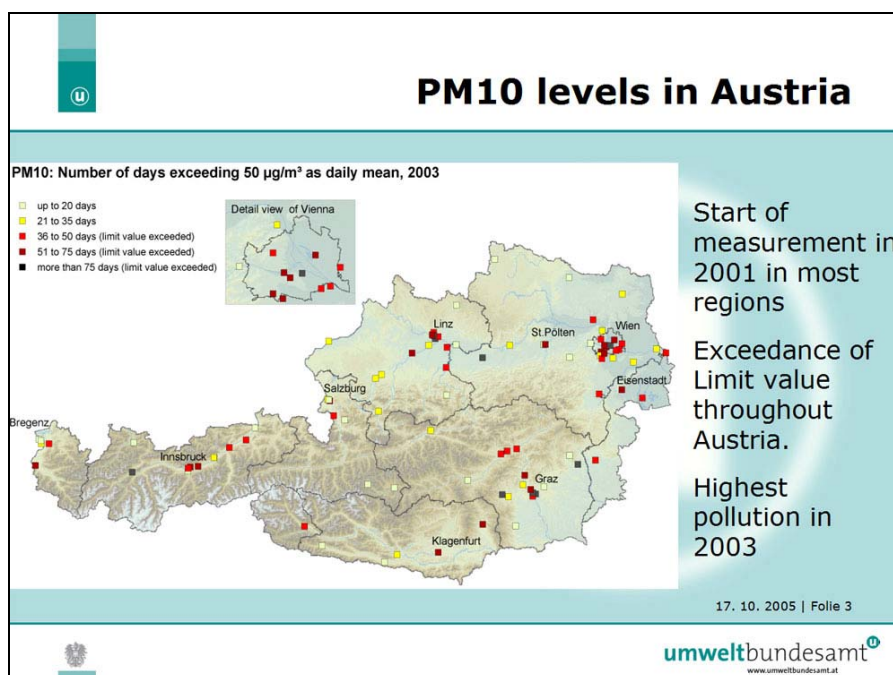 PM10 levels in Austria
PM10: Number of days exceeding 50 µg/m³ as daily mean, 2003
up to 20 days
21 to 35 days
36 to 50 days (limit value exceeded)
51 to 75 days (limit value exceeded)
more than 75 days (limit value exceeded)
Detail view of Vienna
Linz
St.Pölten
Wien
Salzburg
Eisenstadt
Bregenz
Innsbruck
Graz
Klagenfurt
Start of
measurement in
2001 in most
regions
Exceedance of
Limit value
throughout
Austria.
Highest
pollution in
2003
17. 10. 2005 | Folie 3
umweltbundesamt
www.umweltbundesamt.at